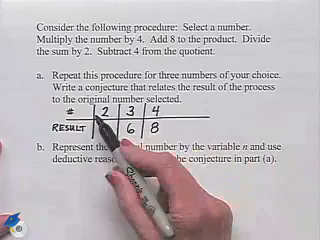 Consider the following procedure: Select a number.
Multiply the number by 4. Add 8 to the product. Divide
the sum by 2. Subtract 4 from the quotient.
a. Repeat this procedure for three numbers of your choice.
Write a conjecture that relates the result of the process
to the original number selected.
# 2 3 4
RESULT 6 8
b. Represent the number by the variable n and use
deductive the conjecture in part (a).
Sharpie